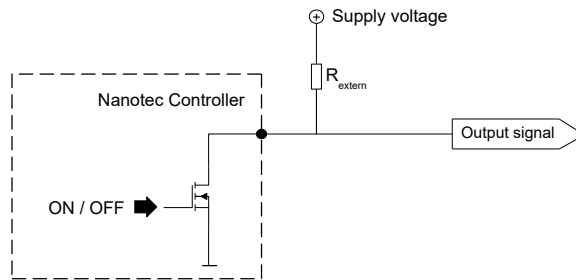 Supply voltage
R extern
Nanotec Controller
Output signal
ON / OFF